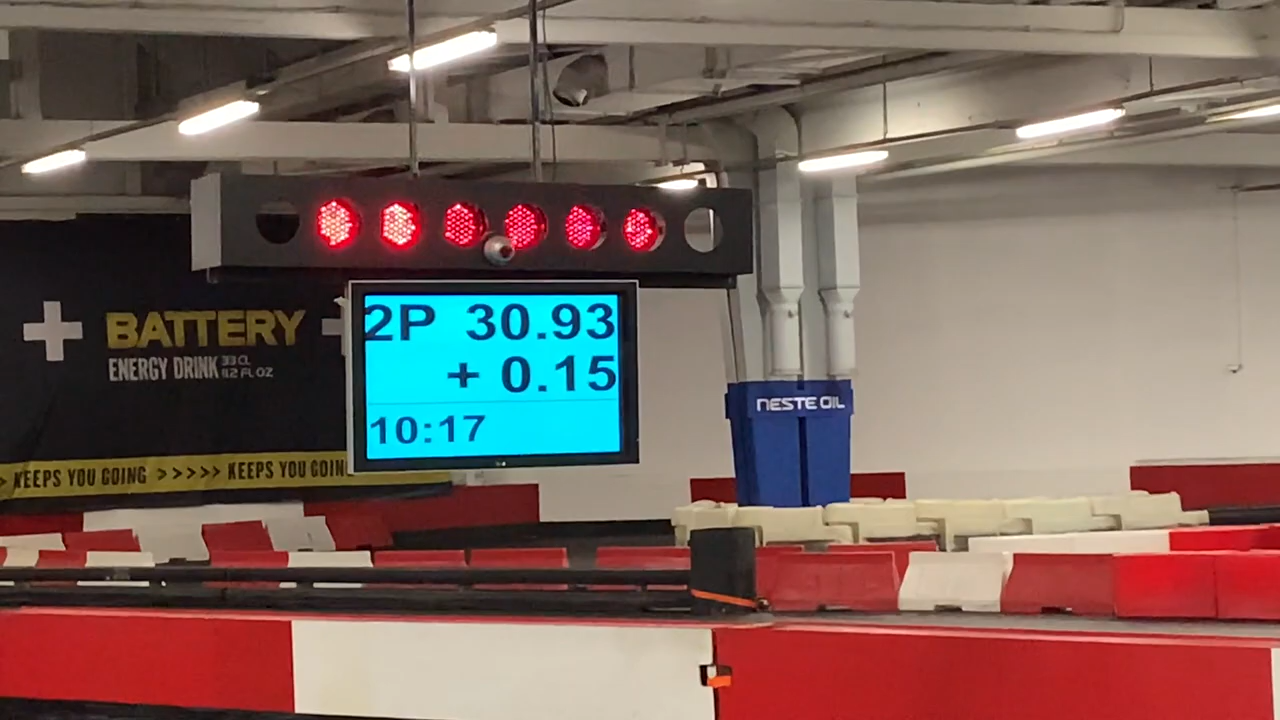 2P 30.93
+ 0.15
10:17
BATTERY
ENERGY DRINK 33 CL
11.2 FL OZ
> KEEPS YOU GOING >>>>> KEEPS YOU GOIN
NESTE OIL